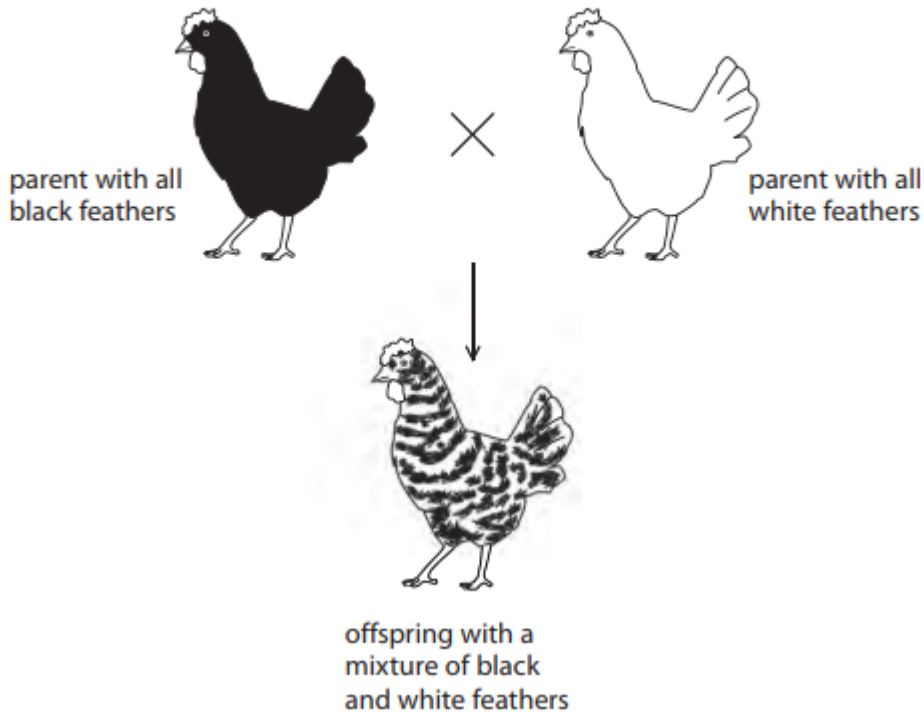 parent with all
black feathers
parent with all
white feathers
offspring with a
mixture of black
and white feathers